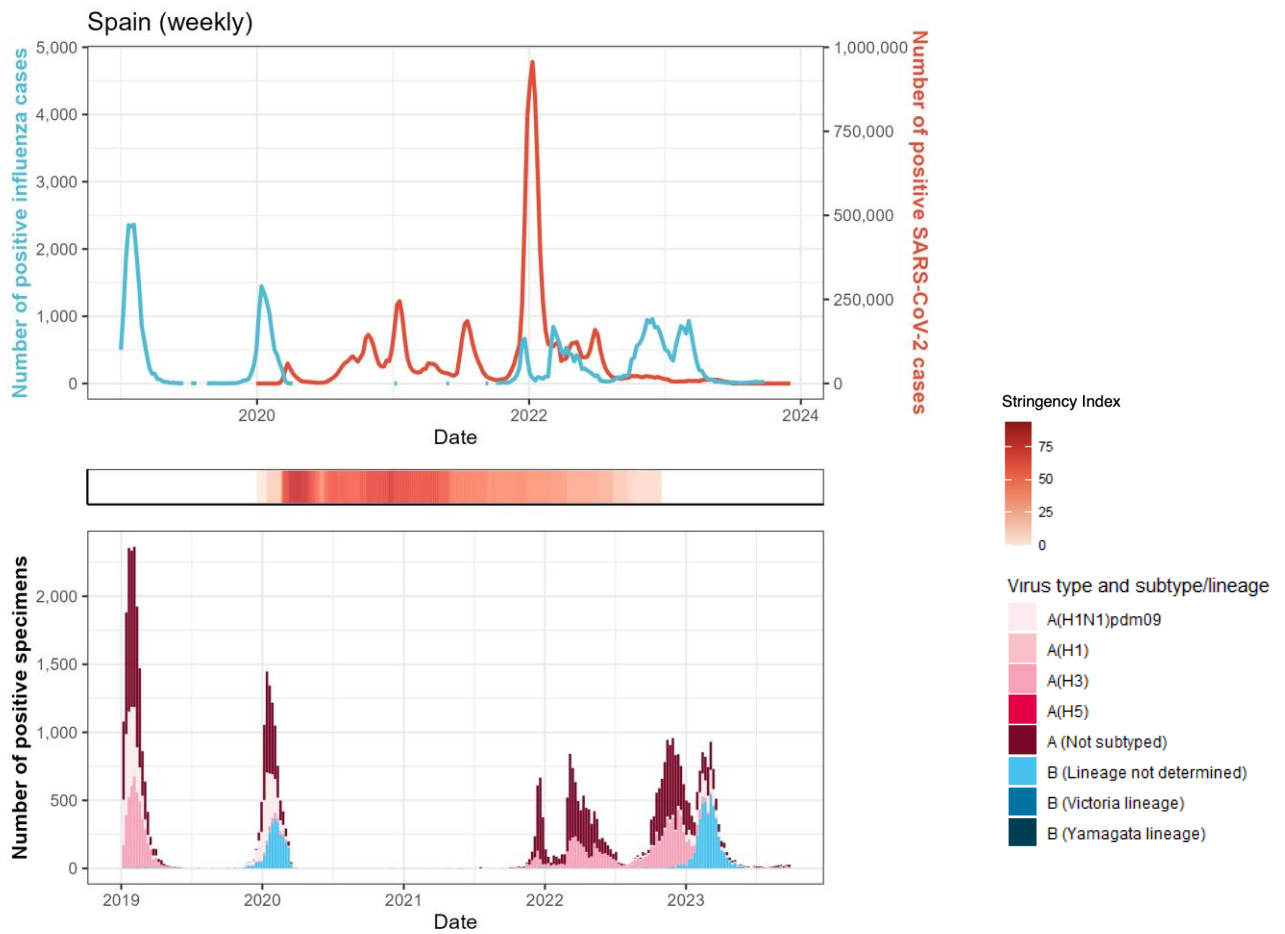 Spain (weekly)
Number of positive influenza cases
5,000
4,000
3,000
2,000
1,000
0
1,000,000
750,000
500,000
250,000
0
Number of positive SARS-CoV-2 cases
2020
2022
2024
Date
Stringency Index
75
50
25
0
Number of positive specimens
2,000
1,500
1,000
500
0
2019
2020
2021
2022
2023
Date
Virus type and subtype/lineage
A(H1N1)pdm09
A(H1)
A(H3)
A(H5)
A (Not subtyped)
B (Lineage not determined)
B (Victoria lineage)
B (Yamagata lineage)